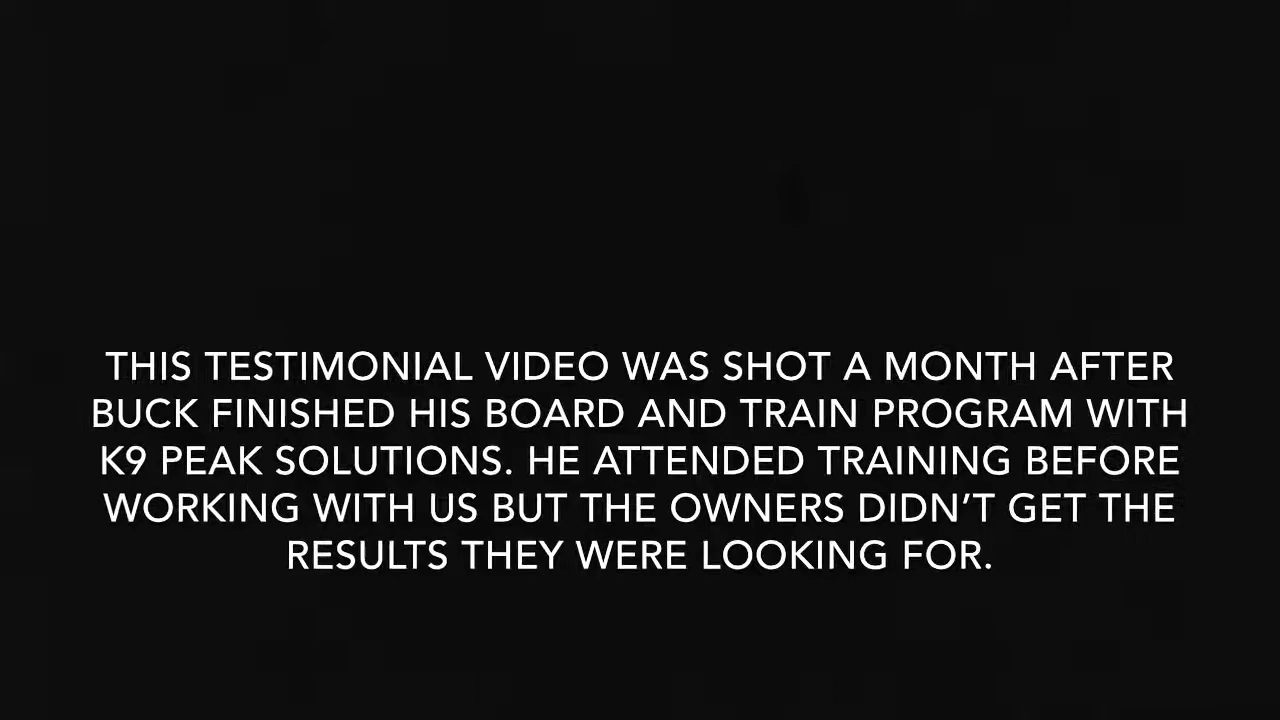 THIS TESTIMONIAL VIDEO WAS SHOT A MONTH AFTER
BUCK FINISHED HIS BOARD AND TRAIN PROGRAM WITH
K9 PEAK SOLUTIONS. HE ATTENDED TRAINING BEFORE
WORKING WITH US BUT THE OWNERS DIDN’T GET THE
RESULTS THEY WERE LOOKING FOR.